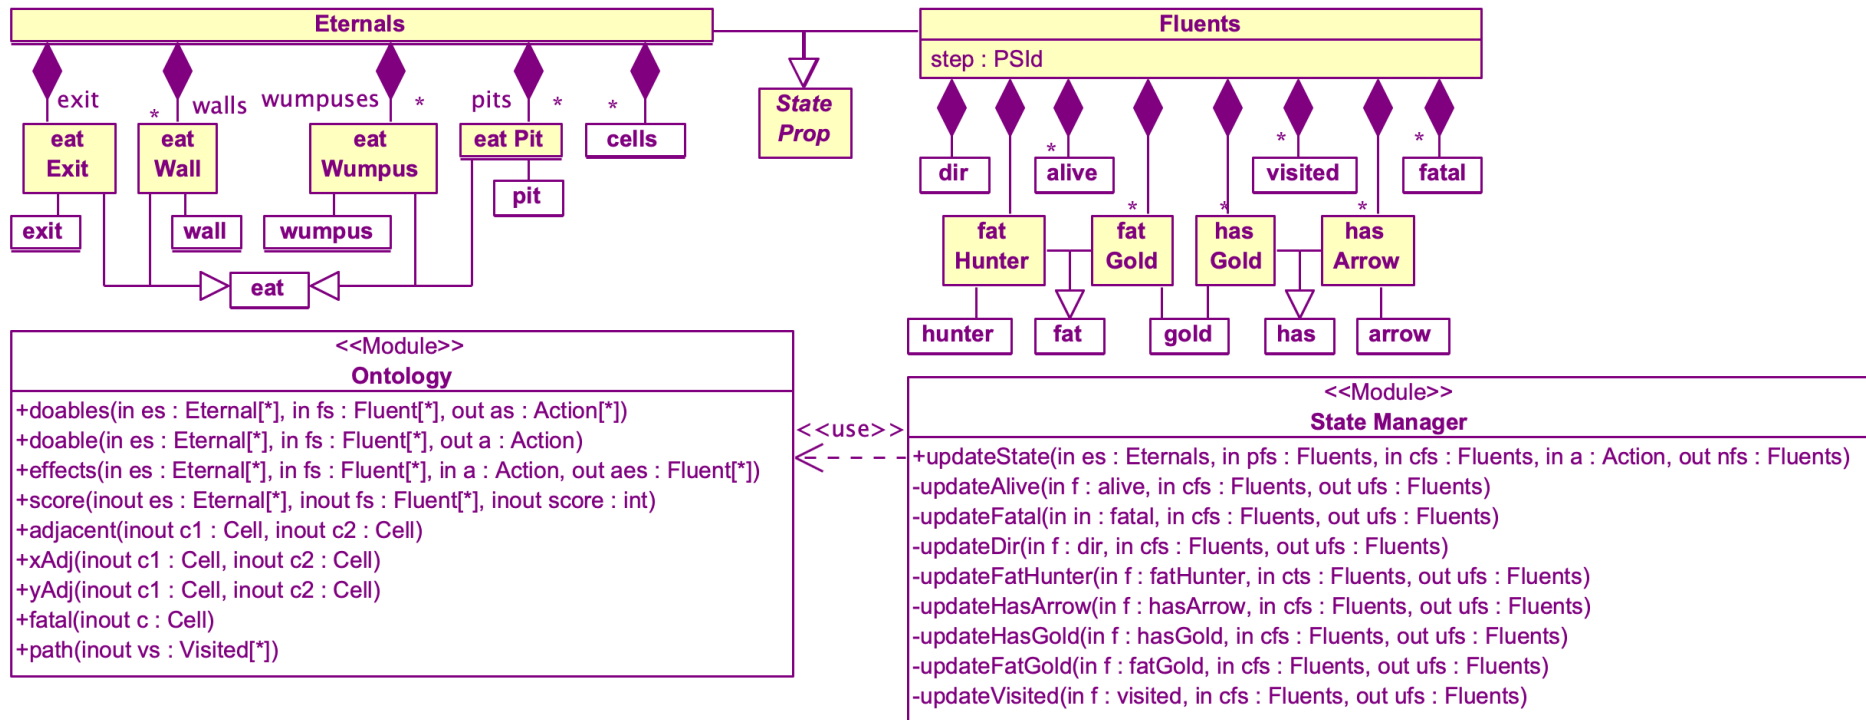 Eternals
Fluents
step : PSId
exit
*
walls
wumpuses
*
pits
*
*
State
Prop
eat
Exit
eat
Wall
eat
Wumpus
eat Pit
cells
*
*
*
dir
alive
visited
fatal
pit
exit
wall
wumpus
*
*
*
fat
Hunter
fat
Gold
has
Gold
has
Arrow
eat
hunter
fat
gold
has
arrow
<<Module>>
Ontology
+doables(in es : Eternal[*], in fs : Fluent[*], out as : Action[*])
+doable(in es : Eternal[*], in fs : Fluent[*], out a : Action)
+effects(in es : Eternal[*], in fs : Fluent[*], in a : Action, out aes : Fluent[*])
+score(inout es : Eternal[*], inout fs : Fluent[*], inout score : int)
+adjacent(inout c1 : Cell, inout c2 : Cell)
+xAdj(inout c1 : Cell, inout c2 : Cell)
+yAdj(inout c1 : Cell, inout c2 : Cell)
+fatal(inout c : Cell)
+path(inout vs : Visited[*])
<<use>>
<<Module>>
State Manager
+updateState(in es : Eternals, in pfs : Fluents, in cfs : Fluents, in a : Action, out nfs : Fluents)
-updateAlive(in f : alive, in cfs : Fluents, out ufs : Fluents)
-updateFatal(in in : fatal, in cfs : Fluents, out ufs : Fluents)
-updateDir(in f : dir, in cfs : Fluents, out ufs : Fluents)
-updateFatHunter(in f : fatHunter, in cts : Fluents, out ufs : Fluents)
-updateHasArrow(in f : hasArrow, in cfs : Fluents, out ufs : Fluents)
-updateHasGold(in f : hasGold, in cfs : Fluents, out ufs : Fluents)
-updateFatGold(in f : fatGold, in cfs : Fluents, out ufs : Fluents)
-updateVisited(in f : visited, in cfs : Fluents, out ufs : Fluents)